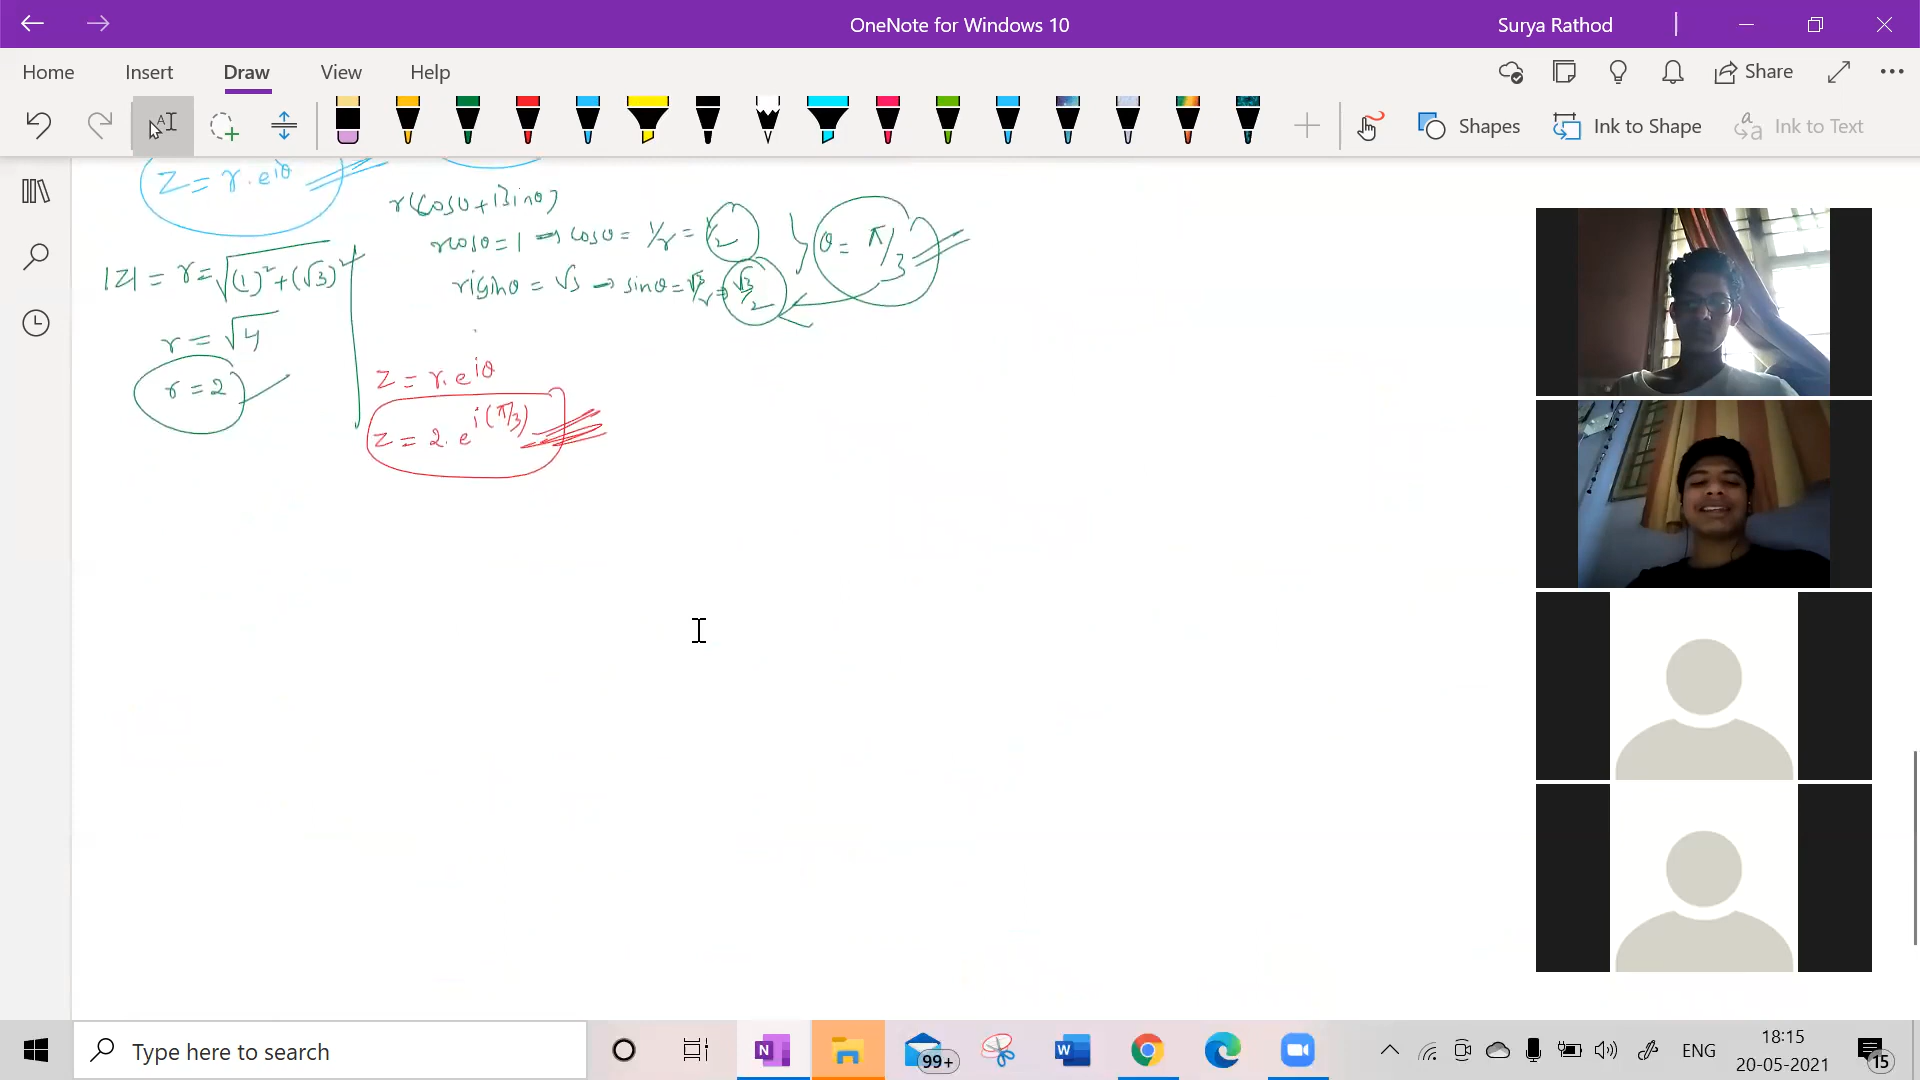 OneNote for Windows 10
Surya Rathod
Home Insert Draw View Help
Share
Shapes Ink to Shape Ink to Text
z = r.e^iθ
r(cosθ+isinθ)
rcosθ = 1 → cosθ = 1/r = 1/2
θ = π/3
|z| = r = √(1)²+(√3)²
risinθ = √3 → sinθ = √3/r ⇒ √3/2
r = √4
r = 2
z = r.e^iθ
z = 2.e^i(π/3)
Type here to search
99+
ENG
18:15
20-05-2021
15